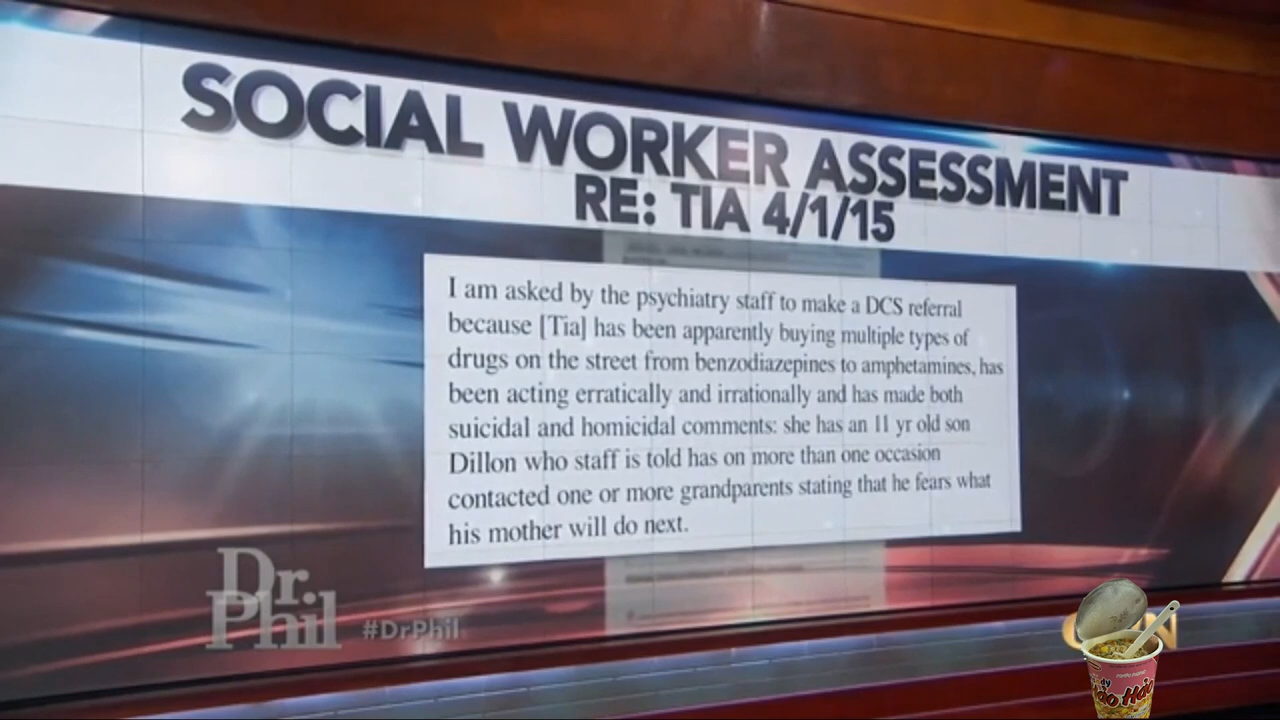 SOCIAL WORKER ASSESSMENT
RE: TIA 4/1/15
I am asked by the psychiatry staff to make a DCS referral
because [Tia] has been apparently buying multiple types of
drugs on the street from benzodiazepines to amphetamines, has
been acting erratically and irrationally and has made both
suicidal and homicidal comments: she has an 11 yr old son
Dillon who staff is told has on more than one occasion
contacted one or more grandparents stating that he fears what
his mother will do next.
Dr.
Phil
#DrPhil
Hảo Hảo